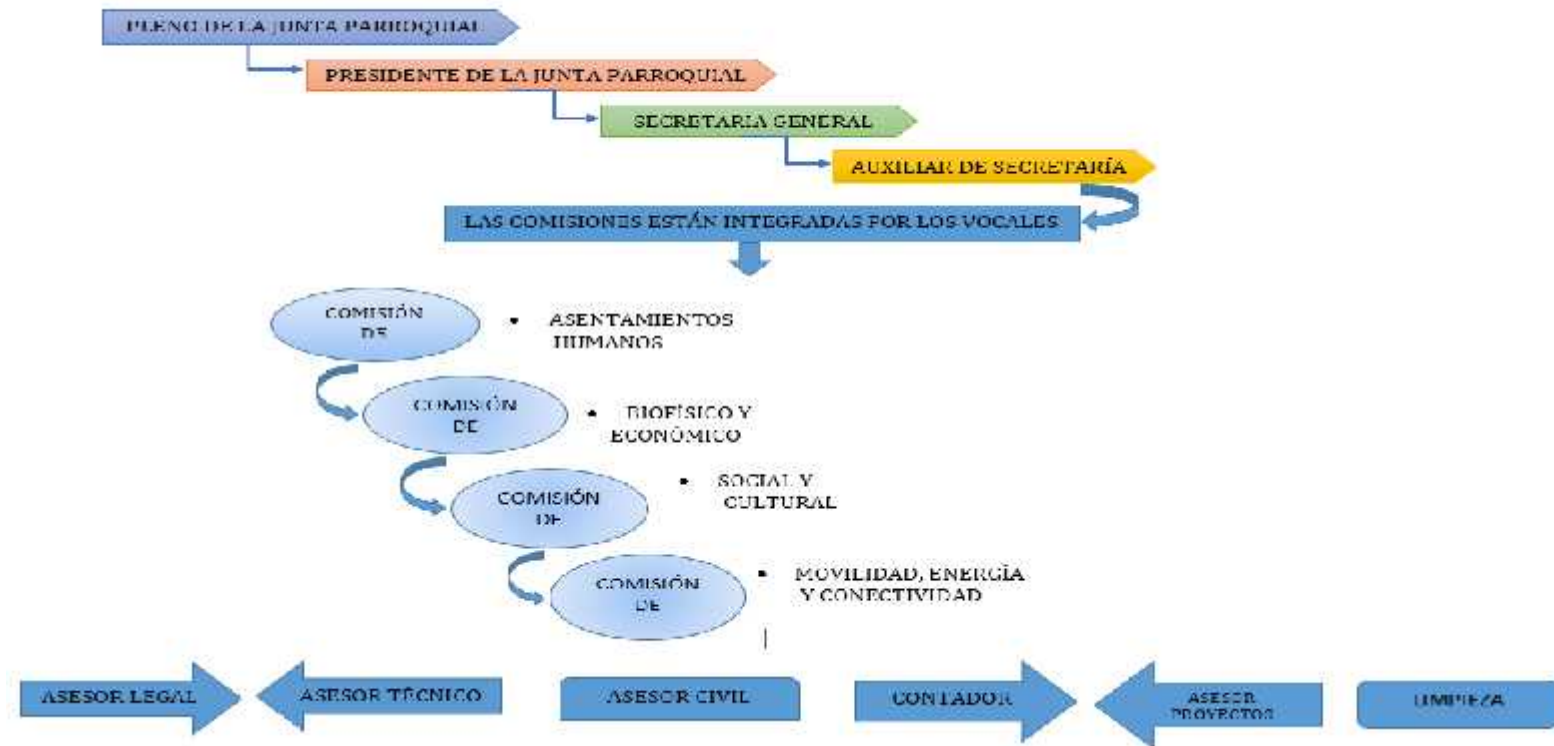 PLENO DE LA JUNTA PARROQUIAL
PRESIDENTE DE LA JUNTA PARROQUIAL
SECRETARIA GENERAL
AUXILIAR DE SECRETARÍA
LAS COMISIONES ESTÁN INTEGRADAS POR LOS VOCALES
COMISIÓN
DE
• ASENTAMIENTOS
HUMANOS
COMISIÓN
DE
• BIOFÍSICO Y
ECONÓMICO
COMISIÓN
DE
• SOCIAL Y
CULTURAL
COMISIÓN
DE
• MOVILIDAD, ENERGÍA
Y CONECTIVIDAD
ASESOR LEGAL
ASESOR TÉCNICO
ASESOR CIVIL
CONTADOR
ASESOR
PROYECTOS
LIMPIEZA